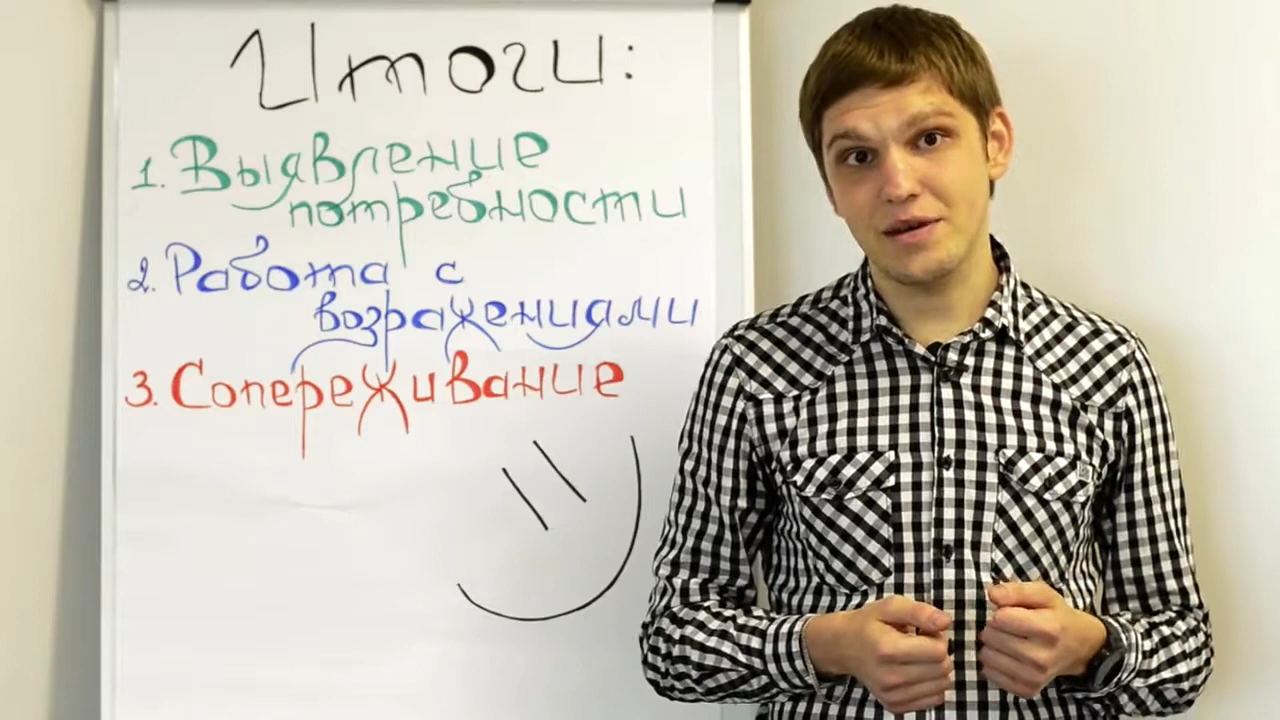 Итоги:
1. Выявление
потребности
2. Работа с
возражениями
3. Сопереживание